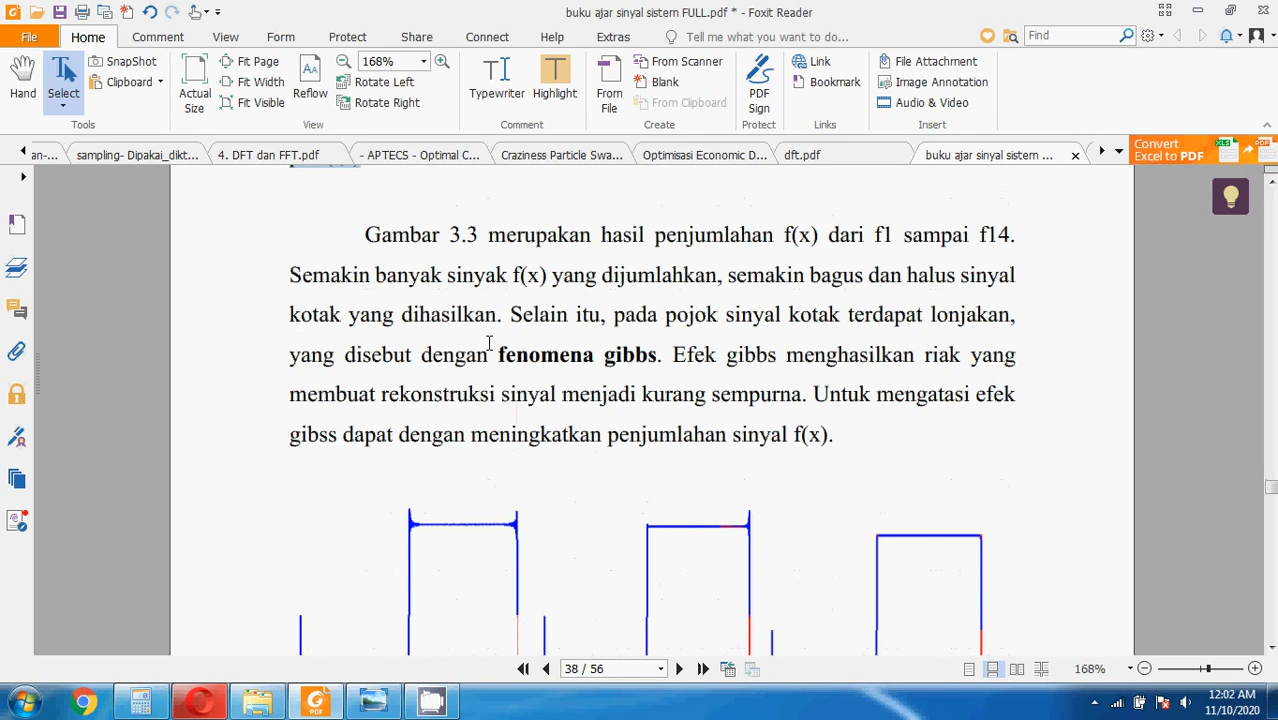 buku ajar sinyal sistem FULL.pdf * - Foxit Reader
File Home Comment View Form Protect Share Connect Help Extras Tell me what you want to do... Find
Hand
Select
SnapShot
Clipboard
Tools
Actual Size
Fit Page
Fit Width
Fit Visible
Reflow
168%
Rotate Left
Rotate Right
View
Typewriter
Highlight
Comment
From File
From Scanner
Blank
From Clipboard
Create
PDF Sign
Protect
Link
Bookmark
Links
File Attachment
Image Annotation
Audio & Video
Insert
an-... sampling- Dipakai_dikt... 4. DFT dan FFT.pdf - APTECS - Optimal C... Craziness Particle Swa... Optimisasi Economic D... dft.pdf buku ajar sinyal sistem ...
Convert Excel to PDF
Gambar 3.3 merupakan hasil penjumlahan f(x) dari f1 sampai f14.
Semakin banyak sinyak f(x) yang dijumlahkan, semakin bagus dan halus sinyal
kotak yang dihasilkan. Selain itu, pada pojok sinyal kotak terdapat lonjakan,
yang disebut dengan fenomena gibbs. Efek gibbs menghasilkan riak yang
membuat rekonstruksi sinyal menjadi kurang sempurna. Untuk mengatasi efek
gibss dapat dengan meningkatkan penjumlahan sinyal f(x).
38 / 56
168%
12:02 AM
11/10/2020